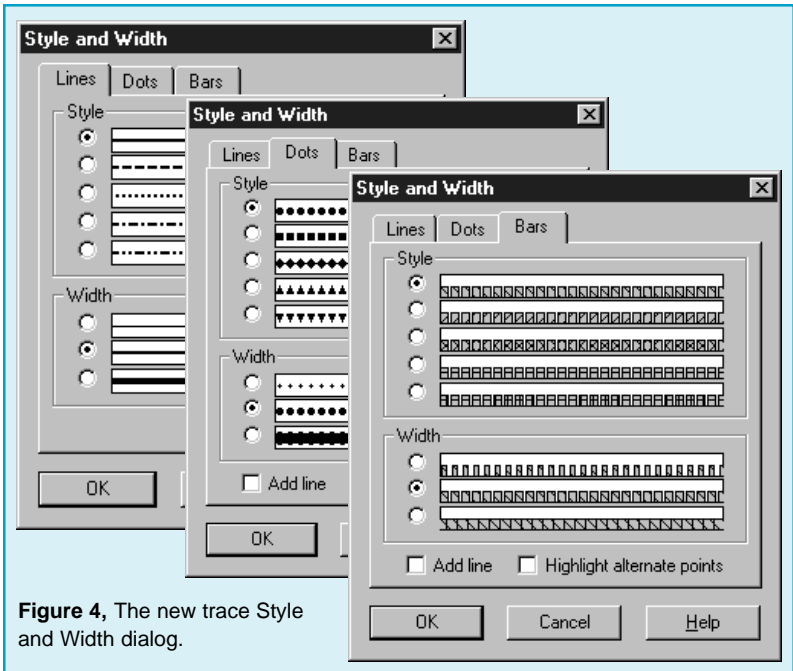 Style and Width
Lines Dots Bars
Style
Width
OK
Style and Width
Lines Dots Bars
Style
Width
Add line
OK
Style and Width
Lines Dots Bars
Style
Width
Add line Highlight alternate points
OK Cancel Help
Figure 4, The new trace Style
and Width dialog.